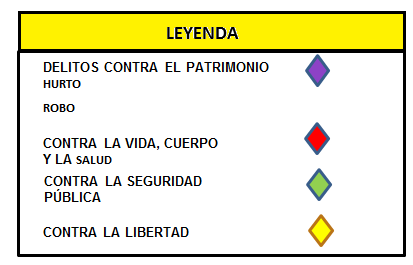 LEYENDA
DELITOS CONTRA EL PATRIMONIO
HURTO
ROBO
CONTRA LA VIDA, CUERPO
Y LA SALUD
CONTRA LA SEGURIDAD
PÚBLICA
CONTRA LA LIBERTAD